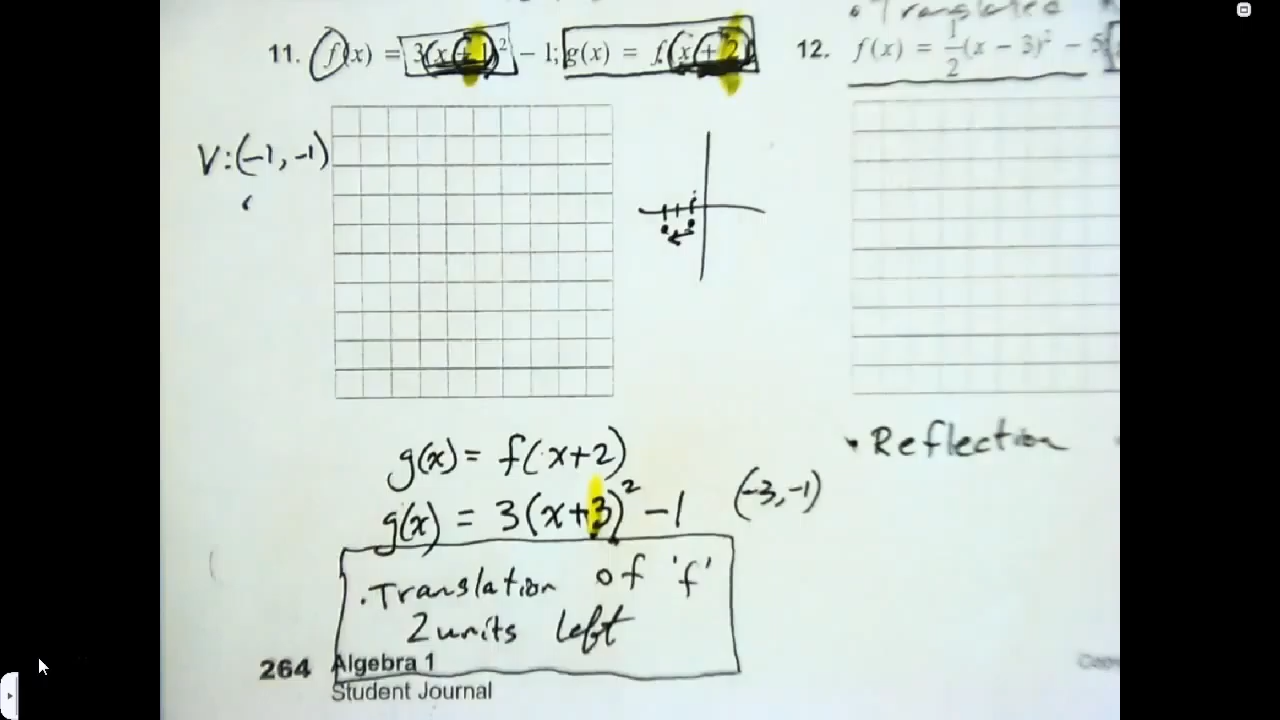 • Translated
11. f(x) = 3(x + 1)² − 1; g(x) = f(x + 2)
12. f(x) = 1/2(x − 3)² − 5
V:(-1, -1)
g(x) = f(x+2)
• Reflection
g(x) = 3(x+3)² − 1 (-3, -1)
• Translation of 'f'
2 units left
264 Algebra 1
Student Journal